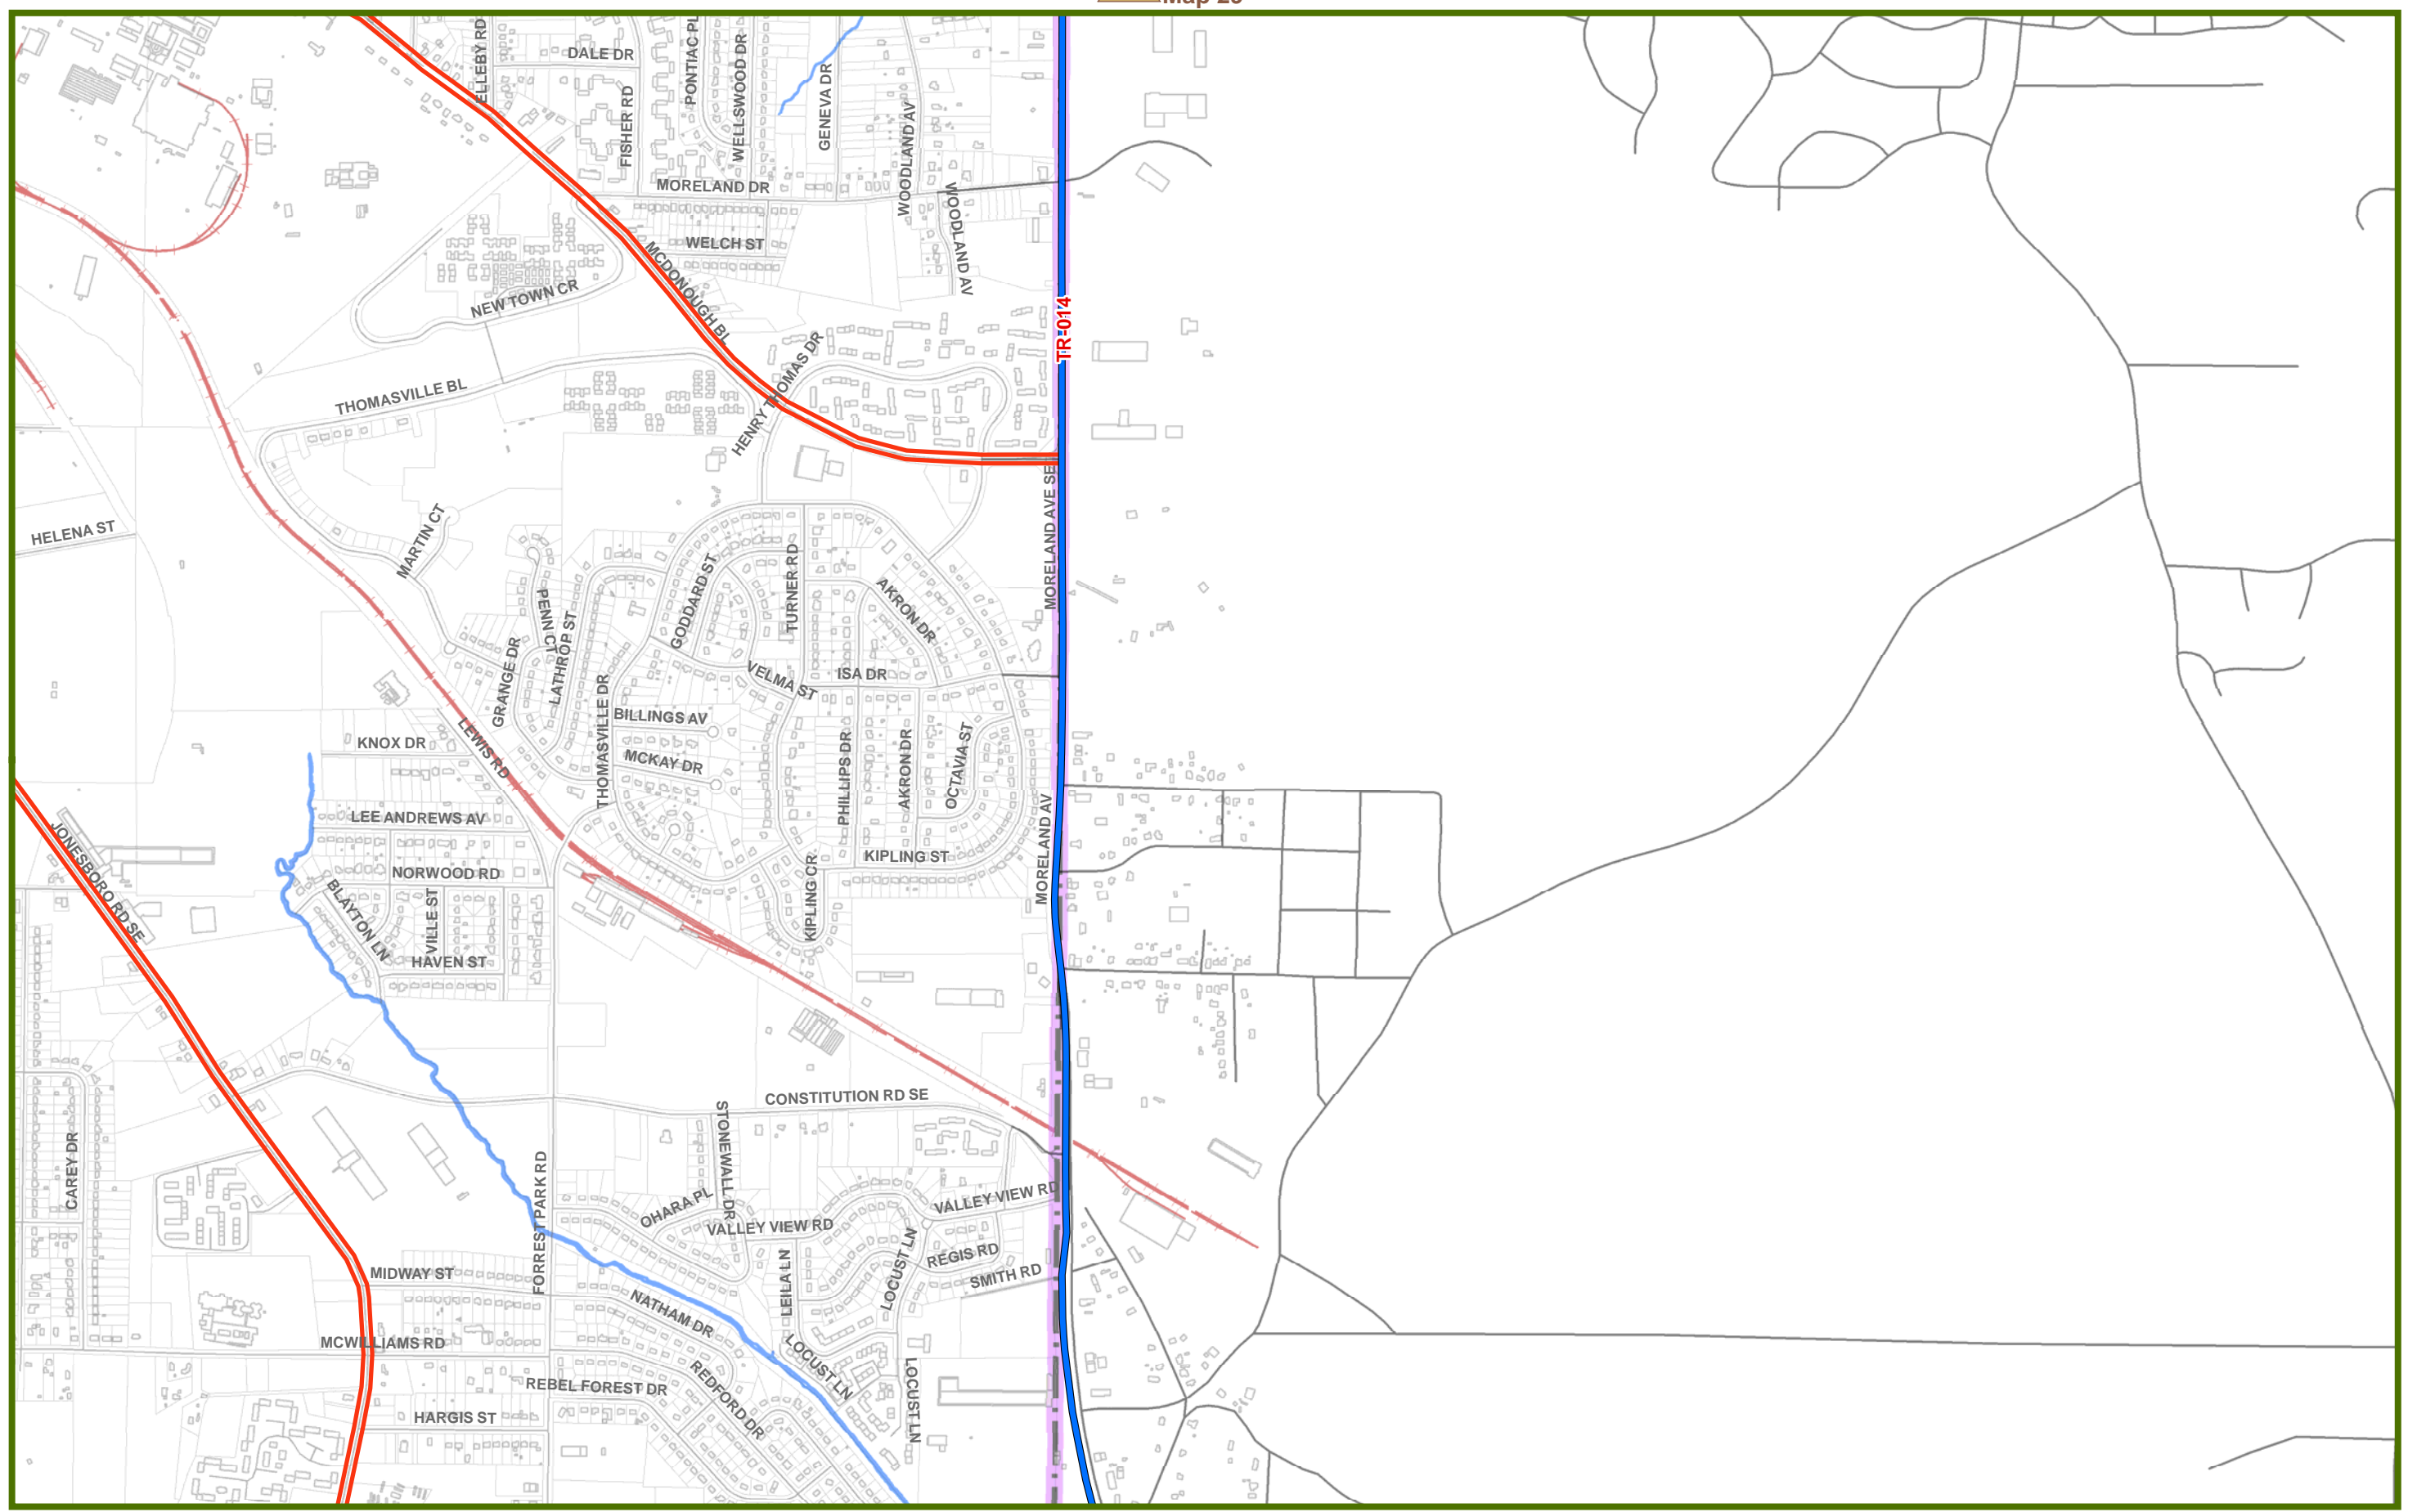 Map 25
ELLEBY RD
DALE DR
PONTIAC PL
WELLSWOOD DR
FISHER RD
GENEVA DR
WOODLAND AV
MORELAND DR
WOODLAND AV
WELCH ST
MCDONOUGH BL
NEW TOWN CR
TR-014
HENRY THOMAS DR
THOMASVILLE BL
MORELAND AVE SE
HELENA ST
MARTIN CT
PENN CT
LATHROP ST
GODDARD ST
TURNER RD
AKRON DR
GRANGE DR
VELMA ST
ISA DR
THOMASVILLE DR
BILLINGS AV
MCKAY DR
KNOX DR
LEWIS RD
PHILLIPS DR
AKRON DR
OCTAVIA ST
MORELAND AV
LEE ANDREWS AV
JONESBORO RD SE
NORWOOD RD
KIPLING ST
KIPLING CR
BLAYTON LN
VILLE ST
HAVEN ST
CONSTITUTION RD SE
STONEWALL DR
CAREY DR
FORREST PARK RD
OHARA PL
VALLEY VIEW RD
VALLEY VIEW RD
LOCUST LN
REGIS RD
SMITH RD
LEILA LN
MIDWAY ST
NATHAM DR
MCWILLIAMS RD
LOCUST LN
LOCUST LN
REBEL FOREST DR
REDFORD DR
HARGIS ST